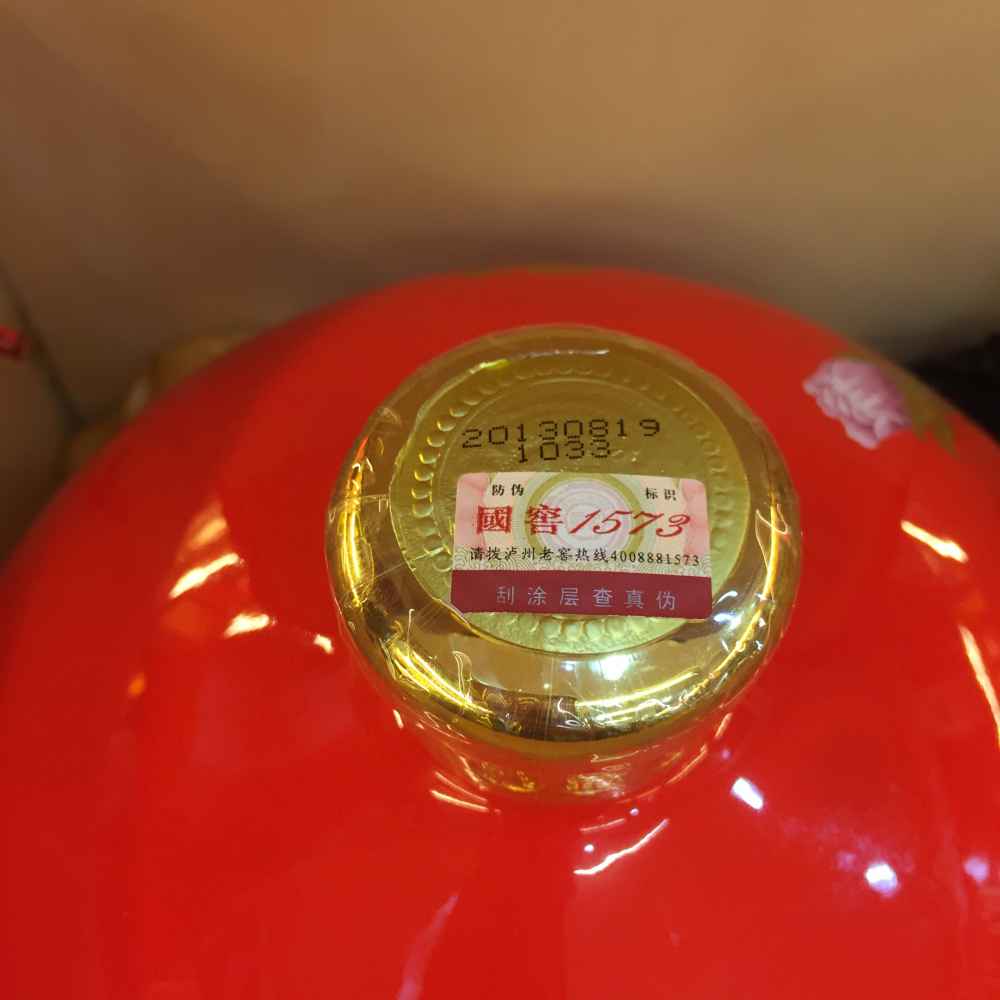 20130819
1033
防伪 标识
國窖1573
请拨泸州老窖热线4008881573
刮涂层查真伪